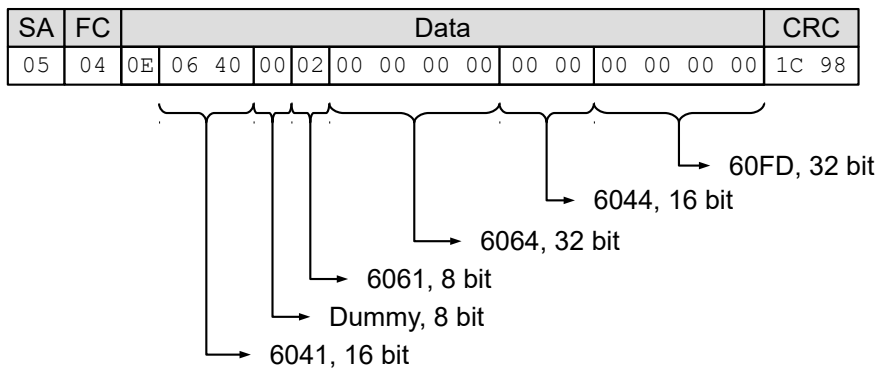 SA FC Data CRC
05 04 0E 06 40 00 02 00 00 00 00 00 00 00 00 00 00 1C 98
60FD, 32 bit
6044, 16 bit
6064, 32 bit
6061, 8 bit
Dummy, 8 bit
6041, 16 bit